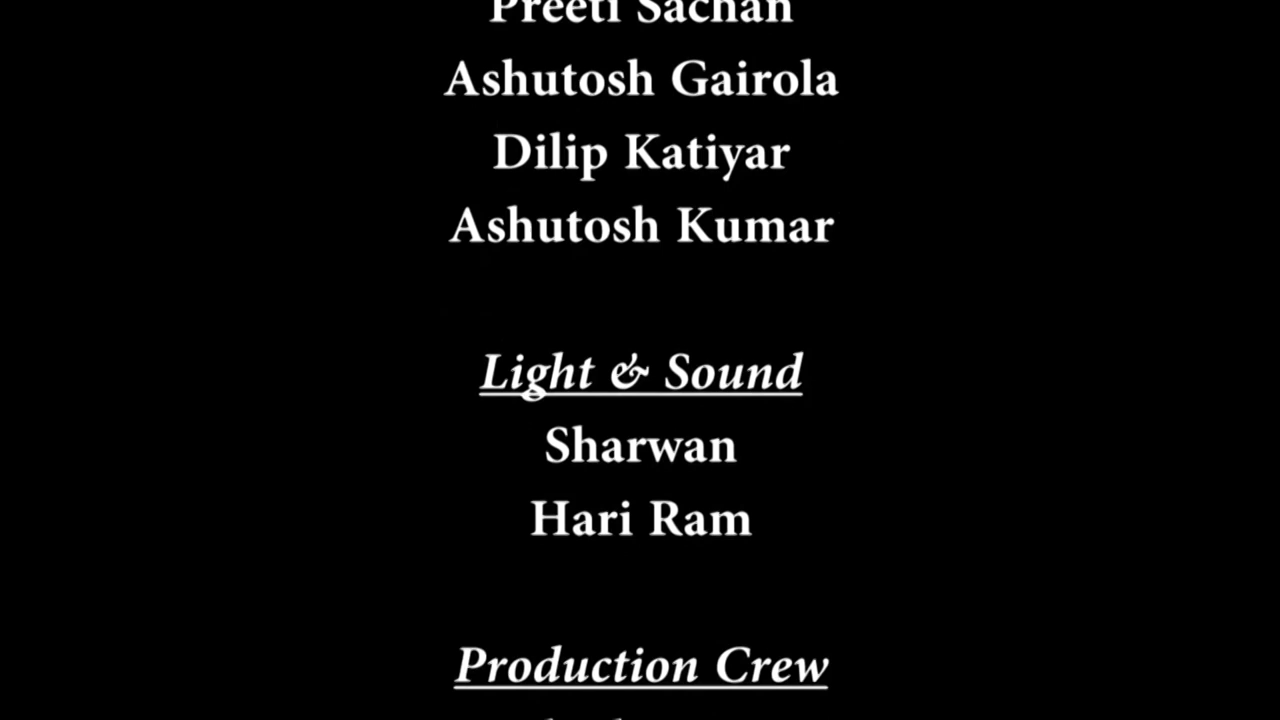 Preeti Sachan
Ashutosh Gairola
Dilip Katiyar
Ashutosh Kumar
Light & Sound
Sharwan
Hari Ram
Production Crew